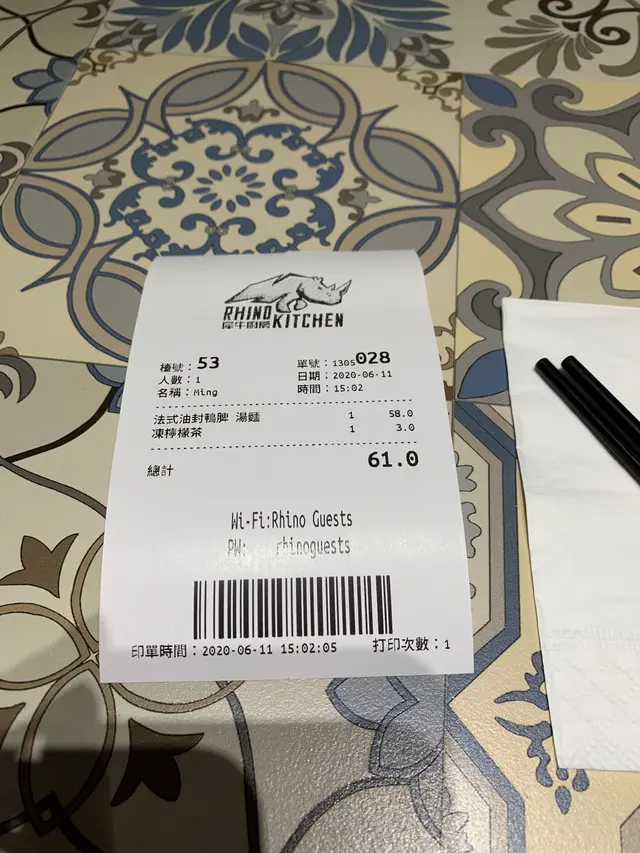 RHINO
犀牛廚房 KITCHEN
檯號：53 單號：1305028
人數：1 日期：2020-06-11
名稱：Ming 時間：15:02
法式油封鴨脾 湯麵 1 58.0
凍檸檬茶 1 3.0
總計 61.0
Wi-Fi:Rhino Guests
PW: rhinoguests
印單時間：2020-06-11 15:02:05 打印次數：1